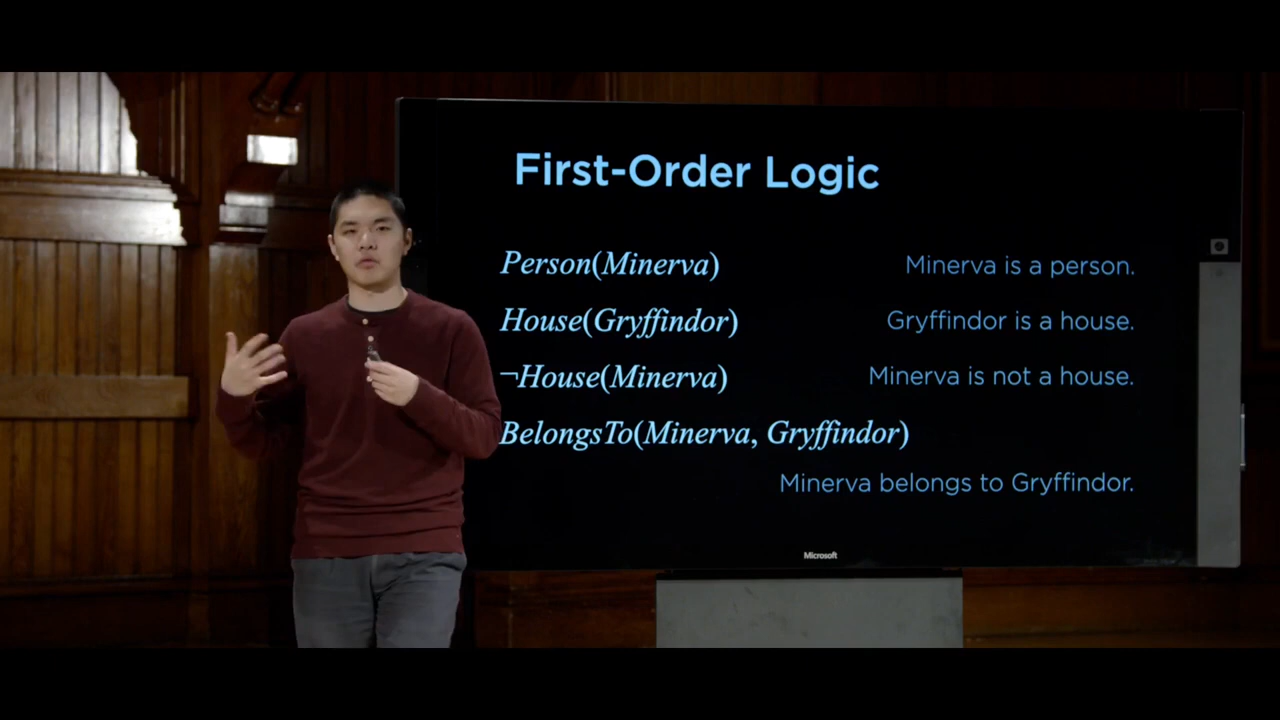 First-Order Logic
Person(Minerva) Minerva is a person.
House(Gryffindor) Gryffindor is a house.
¬House(Minerva) Minerva is not a house.
BelongsTo(Minerva, Gryffindor)
Minerva belongs to Gryffindor.
Microsoft